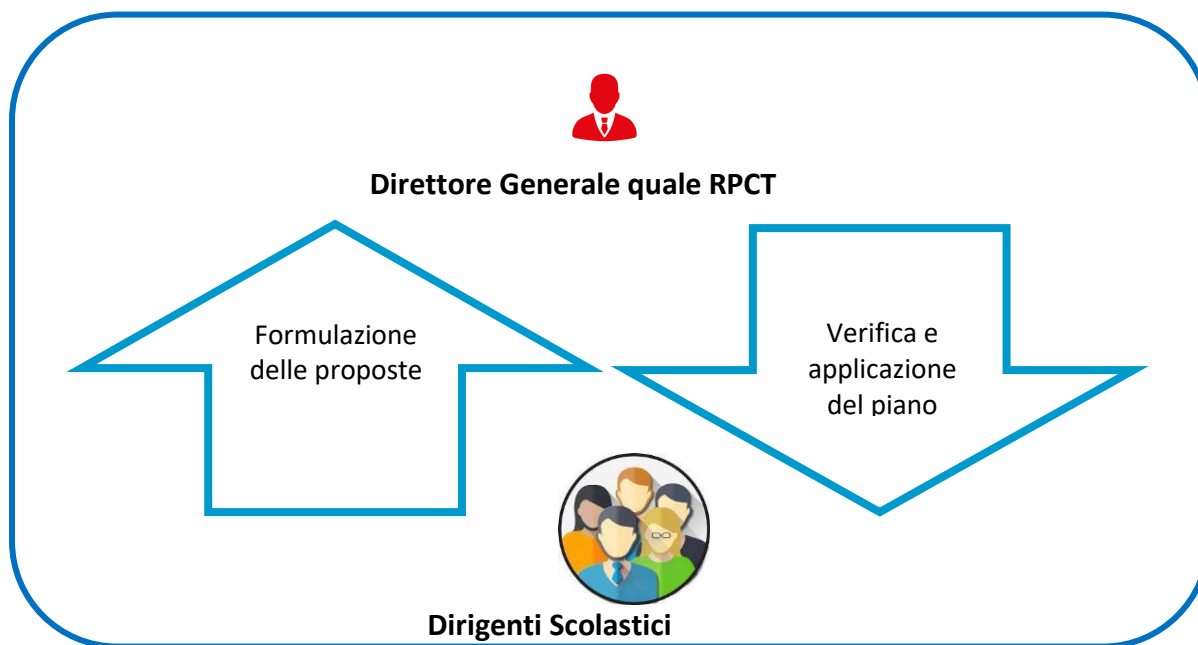 Direttore Generale quale RPCT
Formulazione
delle proposte
Verifica e
applicazione
del piano
Dirigenti Scolastici